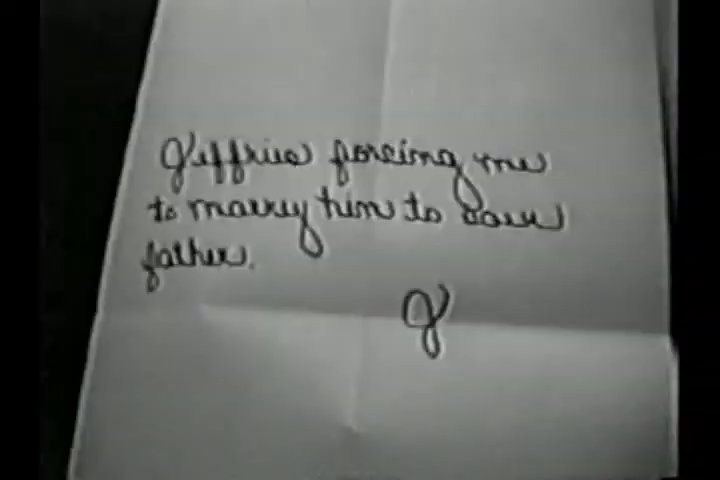 Jeffries forcing me
to marry him to save
father.
J